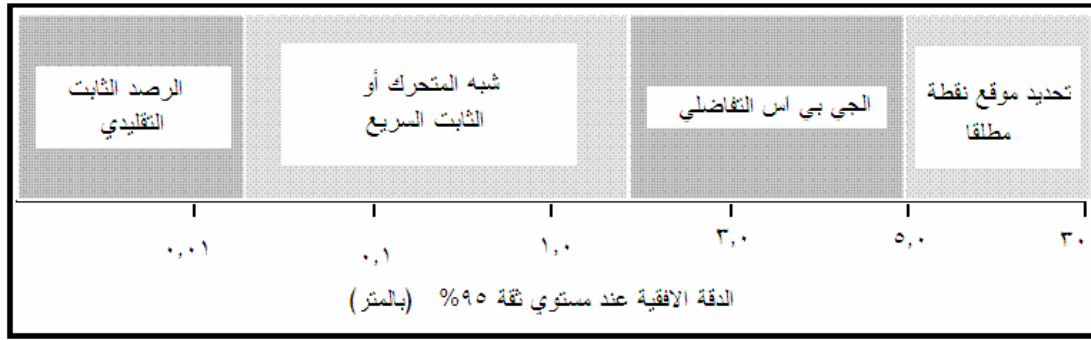 تحديد موقع نقطة
مطلقا
الجي بي اس التفاضلي
شبه المتحرك أو
الثابت السريع
الرصد الثابت
التقليدي
٠,٠١ ٠,١ ١,٠ ٣,٠ ٥,٠ ٣٠
الدقة الافقية عند مستوي ثقة ٩٥% (بالمتر)